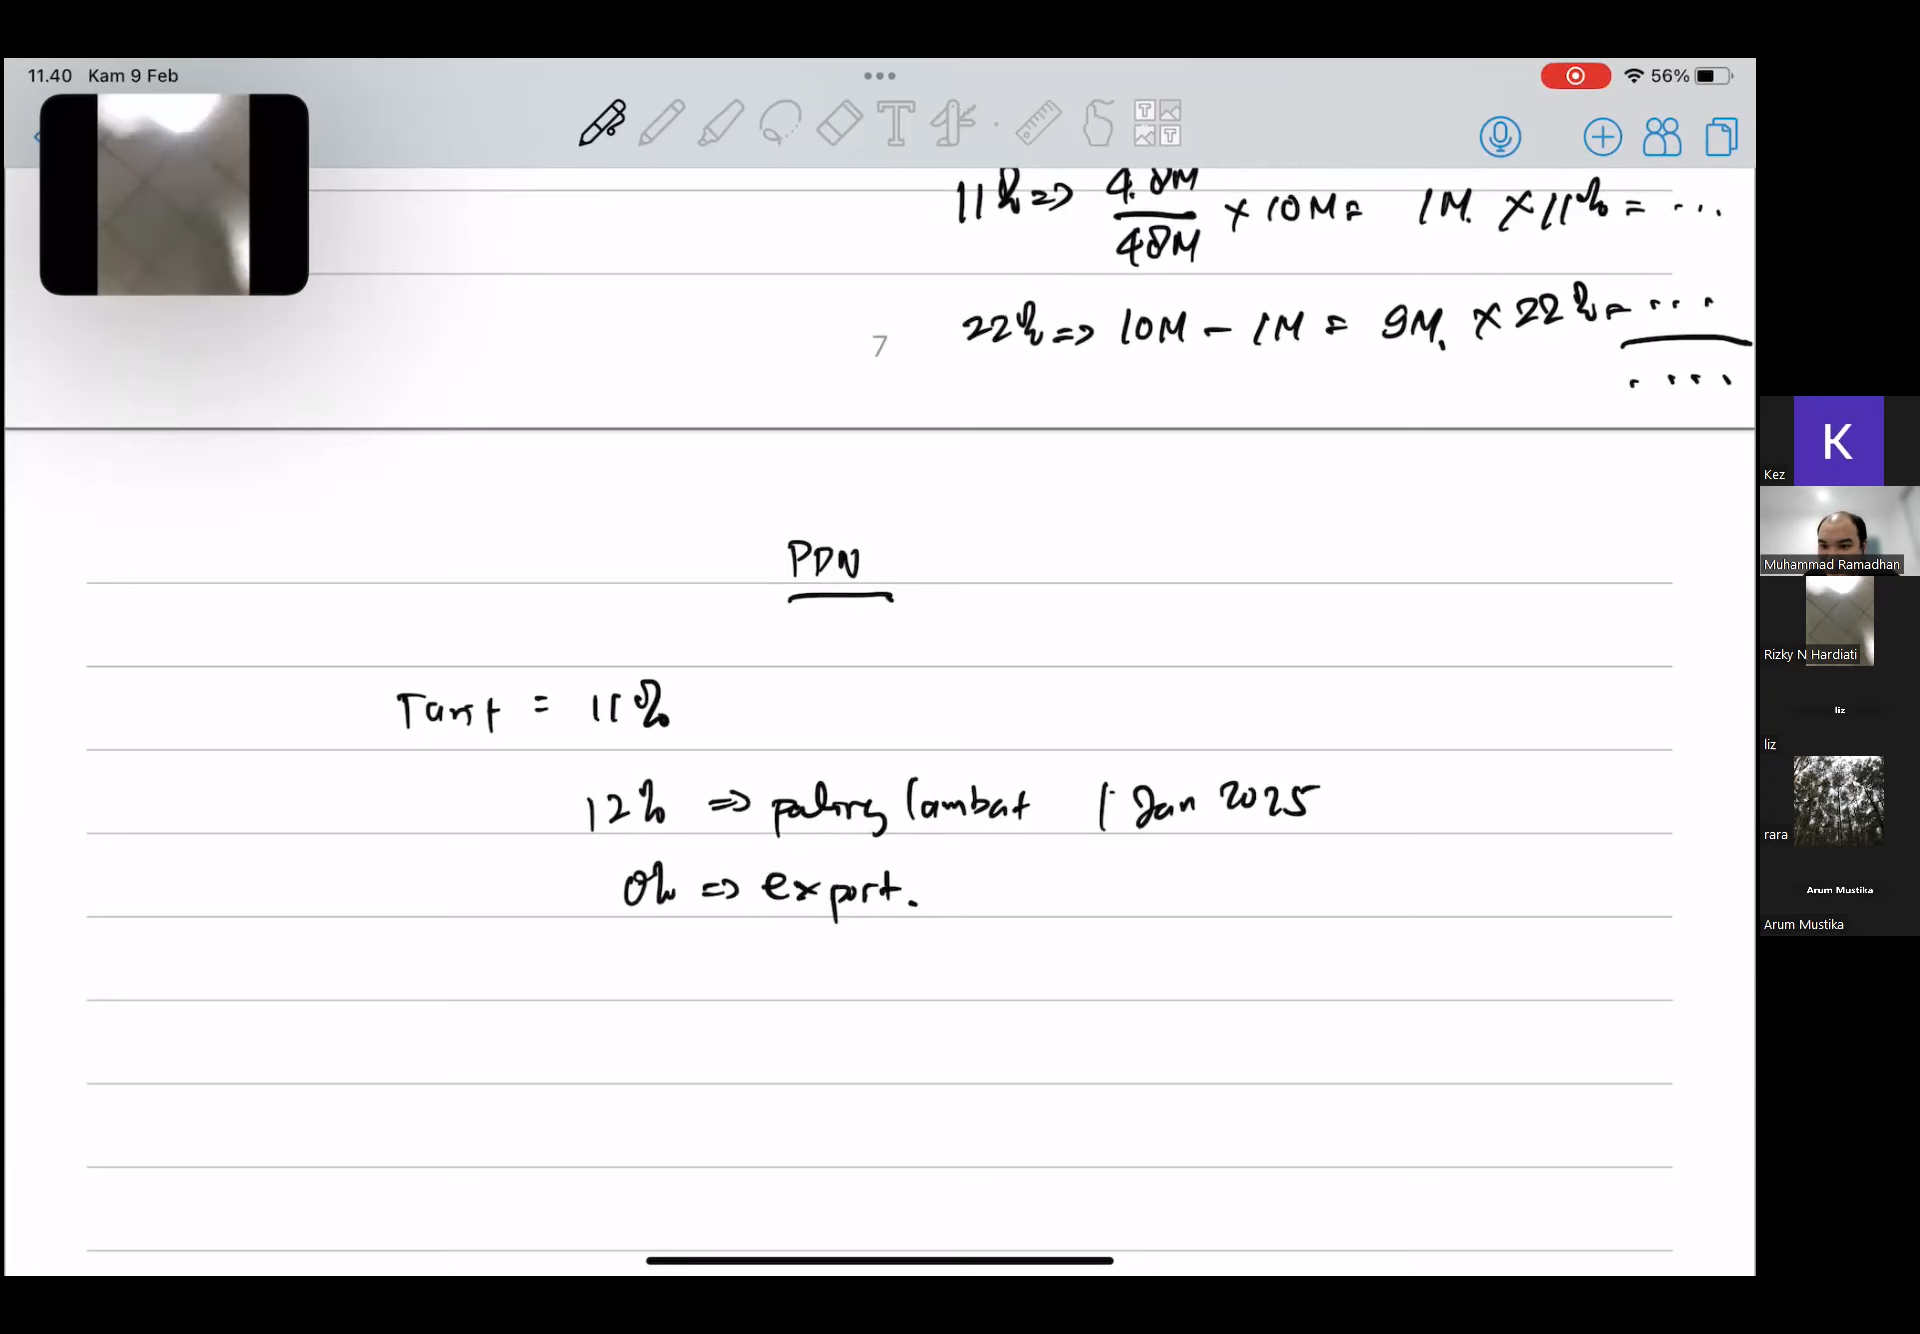 11.40 Kam 9 Feb
56%
11% => 4.8M / 48M x 10M = 1M. x 11% = ...
22% => 10M - 1M = 9M. x 22% = ...
....
7
PPN
Tarif = 11%
12% => paling lambat 1 Jan 2025
0% => export.
K
Kez
Muhammad Ramadhan
Rizky N Hardiati
liz
liz
rara
Arum Mustika
Arum Mustika